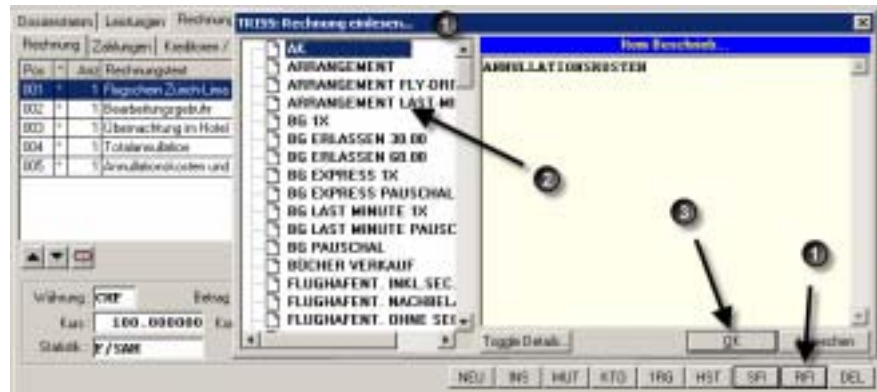 Dossierstamm Leistungen Rechnung
Rechnung Zahlungen Kreditoren /
Pos * Anz Rechnungstext
001 * 1 Flugschein Zürich-Lima
002 * 1 Bearbeitungsgebühr
003 * 1 Übernachtung im Hotel
004 * 1 Totalannullation
005 * 1 Annullationskosten und
Währung: CHF Betrag
Kurs: 100.000000
Statistik: F/SAM
TRISS: Rechnung einlesen... 1
AK
ARRANGEMENT
ARRANGEMENT FLY-DRI
ARRANGEMENT LAST MI
BG 1X
BG ERLASSEN 30.00
BG ERLASSEN 60.00
BG EXPRESS 1X
BG EXPRESS PAUSCHAL
BG LAST MINUTE 1X
BG LAST MINUTE PAUSC
BG PAUSCHAL
BÜCHER VERKAUF
FLUGHAFENT. INKL.SEC.
FLUGHAFENT. NACHBEL
FLUGHAFENT. OHNE SEC
Item Beschrieb...
ANNULLATIONSKOSTEN
2
3
1
Toggle Details... OK
NEU INS MUT KTO 1RG HST SFI RFI DEL